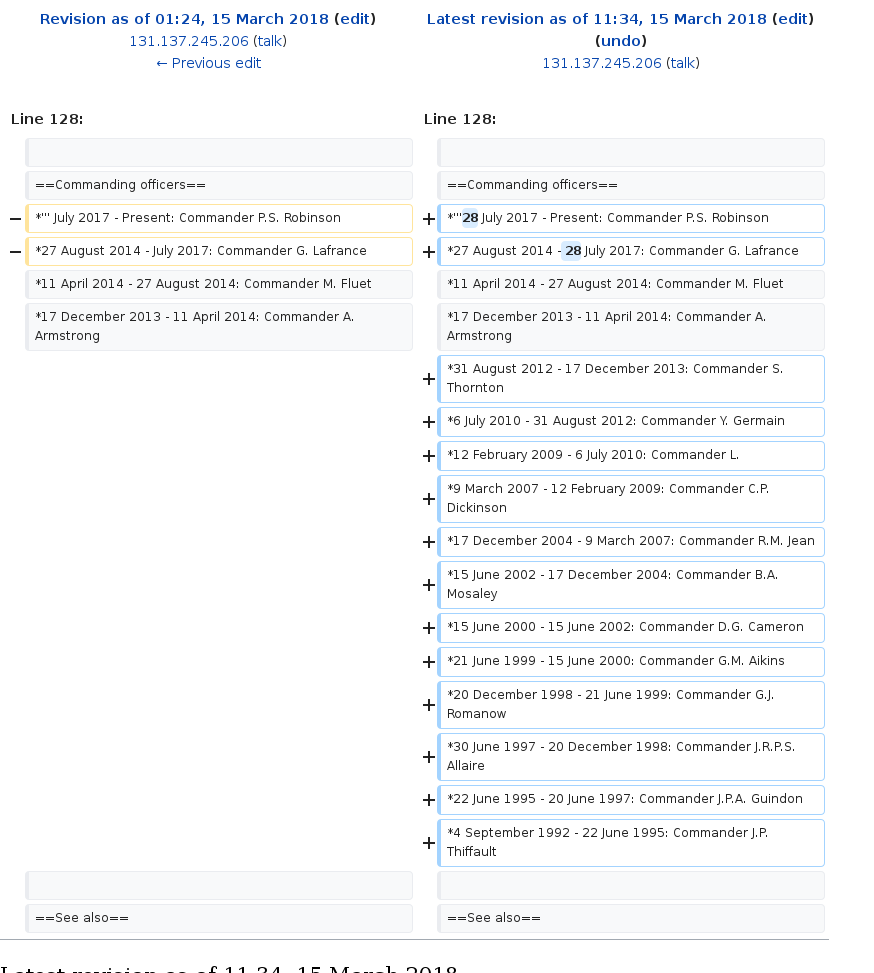 Revision as of 01:24, 15 March 2018 (edit)
131.137.245.206 (talk)
← Previous edit
Latest revision as of 11:34, 15 March 2018 (edit)
(undo)
131.137.245.206 (talk)
Line 128:
Line 128:
==Commanding officers==
==Commanding officers==
− *''' July 2017 - Present: Commander P.S. Robinson
+ *'''28 July 2017 - Present: Commander P.S. Robinson
− *27 August 2014 - July 2017: Commander G. Lafrance
+ *27 August 2014 - 28 July 2017: Commander G. Lafrance
*11 April 2014 - 27 August 2014: Commander M. Fluet
*11 April 2014 - 27 August 2014: Commander M. Fluet
*17 December 2013 - 11 April 2014: Commander A.
Armstrong
*17 December 2013 - 11 April 2014: Commander A.
Armstrong
+ *31 August 2012 - 17 December 2013: Commander S.
Thornton
+ *6 July 2010 - 31 August 2012: Commander Y. Germain
+ *12 February 2009 - 6 July 2010: Commander L.
+ *9 March 2007 - 12 February 2009: Commander C.P.
Dickinson
+ *17 December 2004 - 9 March 2007: Commander R.M. Jean
+ *15 June 2002 - 17 December 2004: Commander B.A.
Mosaley
+ *15 June 2000 - 15 June 2002: Commander D.G. Cameron
+ *21 June 1999 - 15 June 2000: Commander G.M. Aikins
+ *20 December 1998 - 21 June 1999: Commander G.J.
Romanow
+ *30 June 1997 - 20 December 1998: Commander J.R.P.S.
Allaire
+ *22 June 1995 - 20 June 1997: Commander J.P.A. Guindon
+ *4 September 1992 - 22 June 1995: Commander J.P.
Thiffault
==See also==
==See also==
Latest revision as of 11:34, 15 March 2018